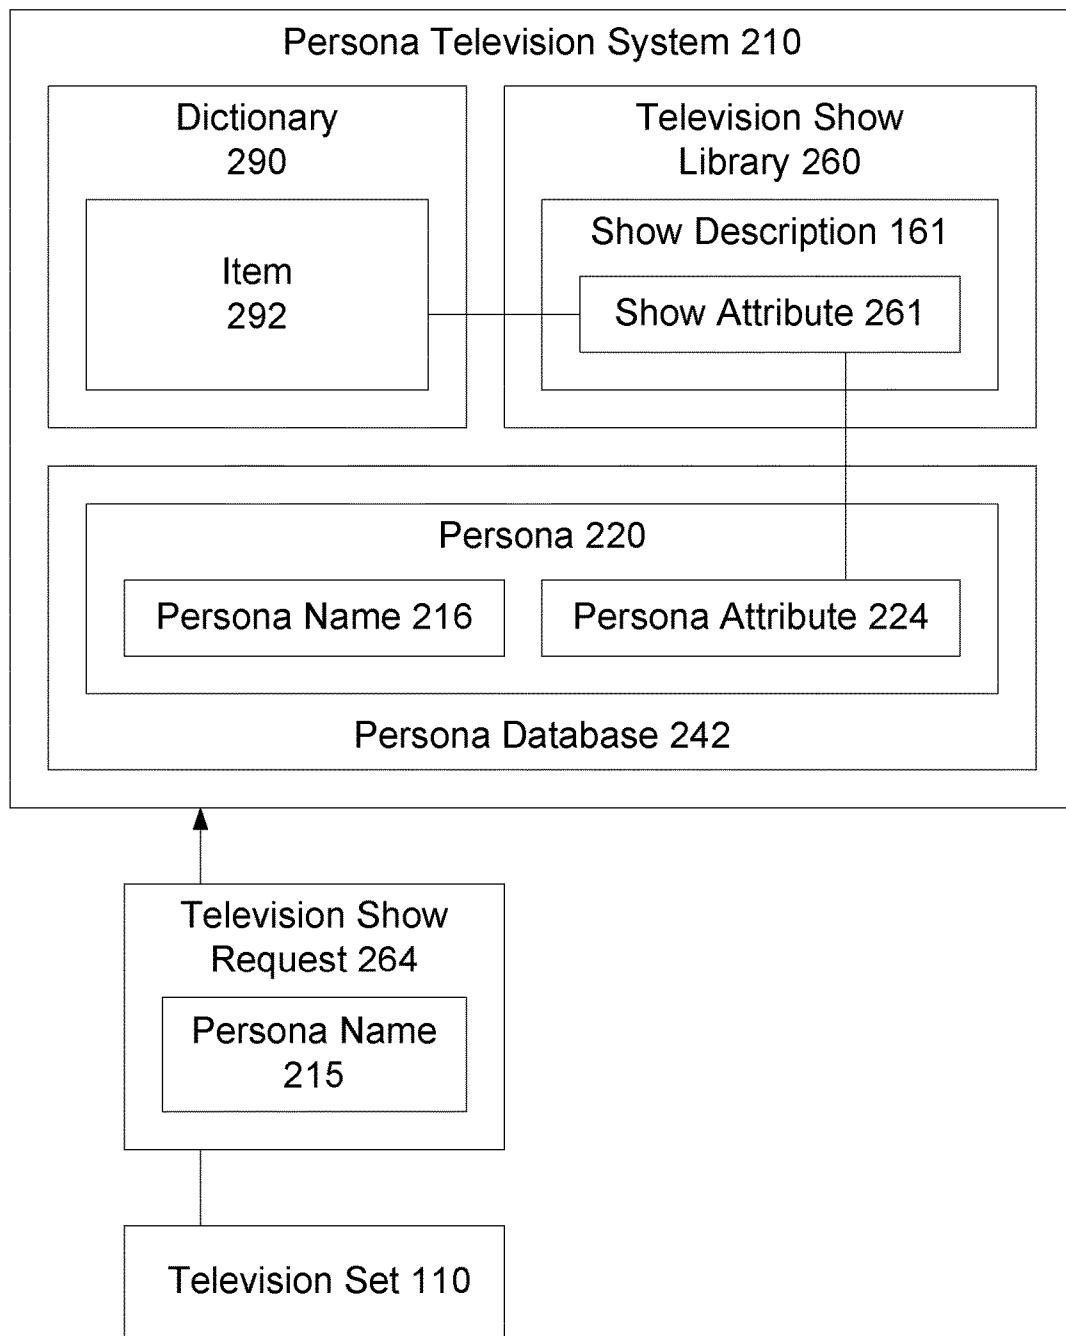 Persona Television System 210
Dictionary
290
Television Show
Library 260
Item
292
Show Description 161
Show Attribute 261
Persona 220
Persona Name 216
Persona Attribute 224
Persona Database 242
Television Show
Request 264
Persona Name
215
Television Set 110